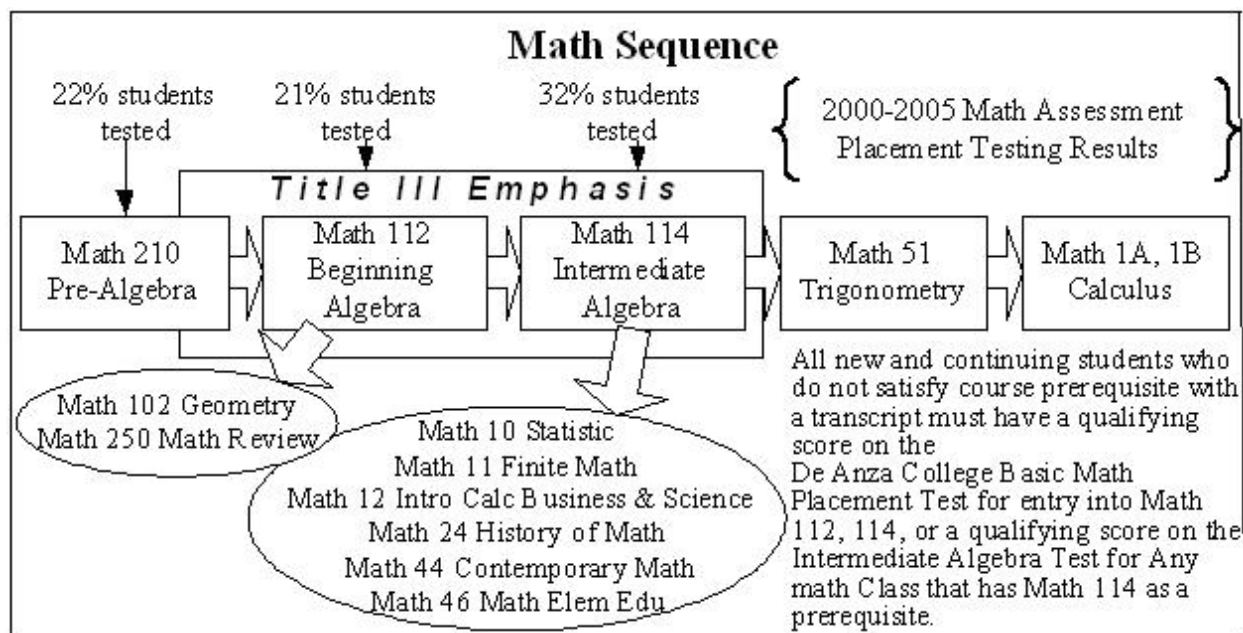 Math Sequence
22% students
tested
21% students
tested
32% students
tested
2000-2005 Math Assessment
Placement Testing Results
Title III Emphasis
Math 210
Pre-Algebra
Math 112
Beginning
Algebra
Math 114
Intermediate
Algebra
Math 51
Trigonometry
Math 1A, 1B
Calculus
Math 102 Geometry
Math 250 Math Review
Math 10 Statistic
Math 11 Finite Math
Math 12 Intro Calc Business & Science
Math 24 History of Math
Math 44 Contemporary Math
Math 46 Math Elem Edu
All new and continuing students who
do not satisfy course prerequisite with
a transcript must have a qualifying
score on the
De Anza College Basic Math
Placement Test for entry into Math
112, 114, or a qualifying score on the
Intermediate Algebra Test for Any
math Class that has Math 114 as a
prerequisite.